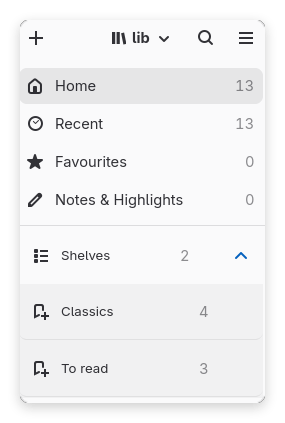 lib
Home 13
Recent 13
Favourites 0
Notes & Highlights 0
Shelves 2
Classics 4
To read 3